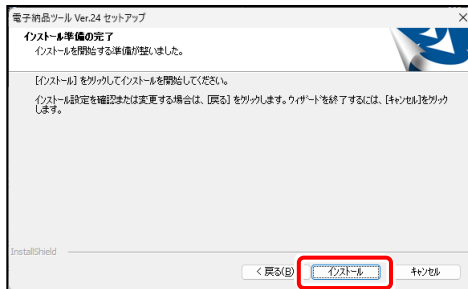 電子納品ツール Ver.24 セットアップ
インストール準備の完了
インストールを開始する準備が整いました。
[インストール] をクリックしてインストールを開始してください。
インストール設定を確認または変更する場合は、[戻る] をクリックします。ウィザードを終了するには、[キャンセル]をクリック
します。
InstallShield
< 戻る(B)
インストール
キャンセル